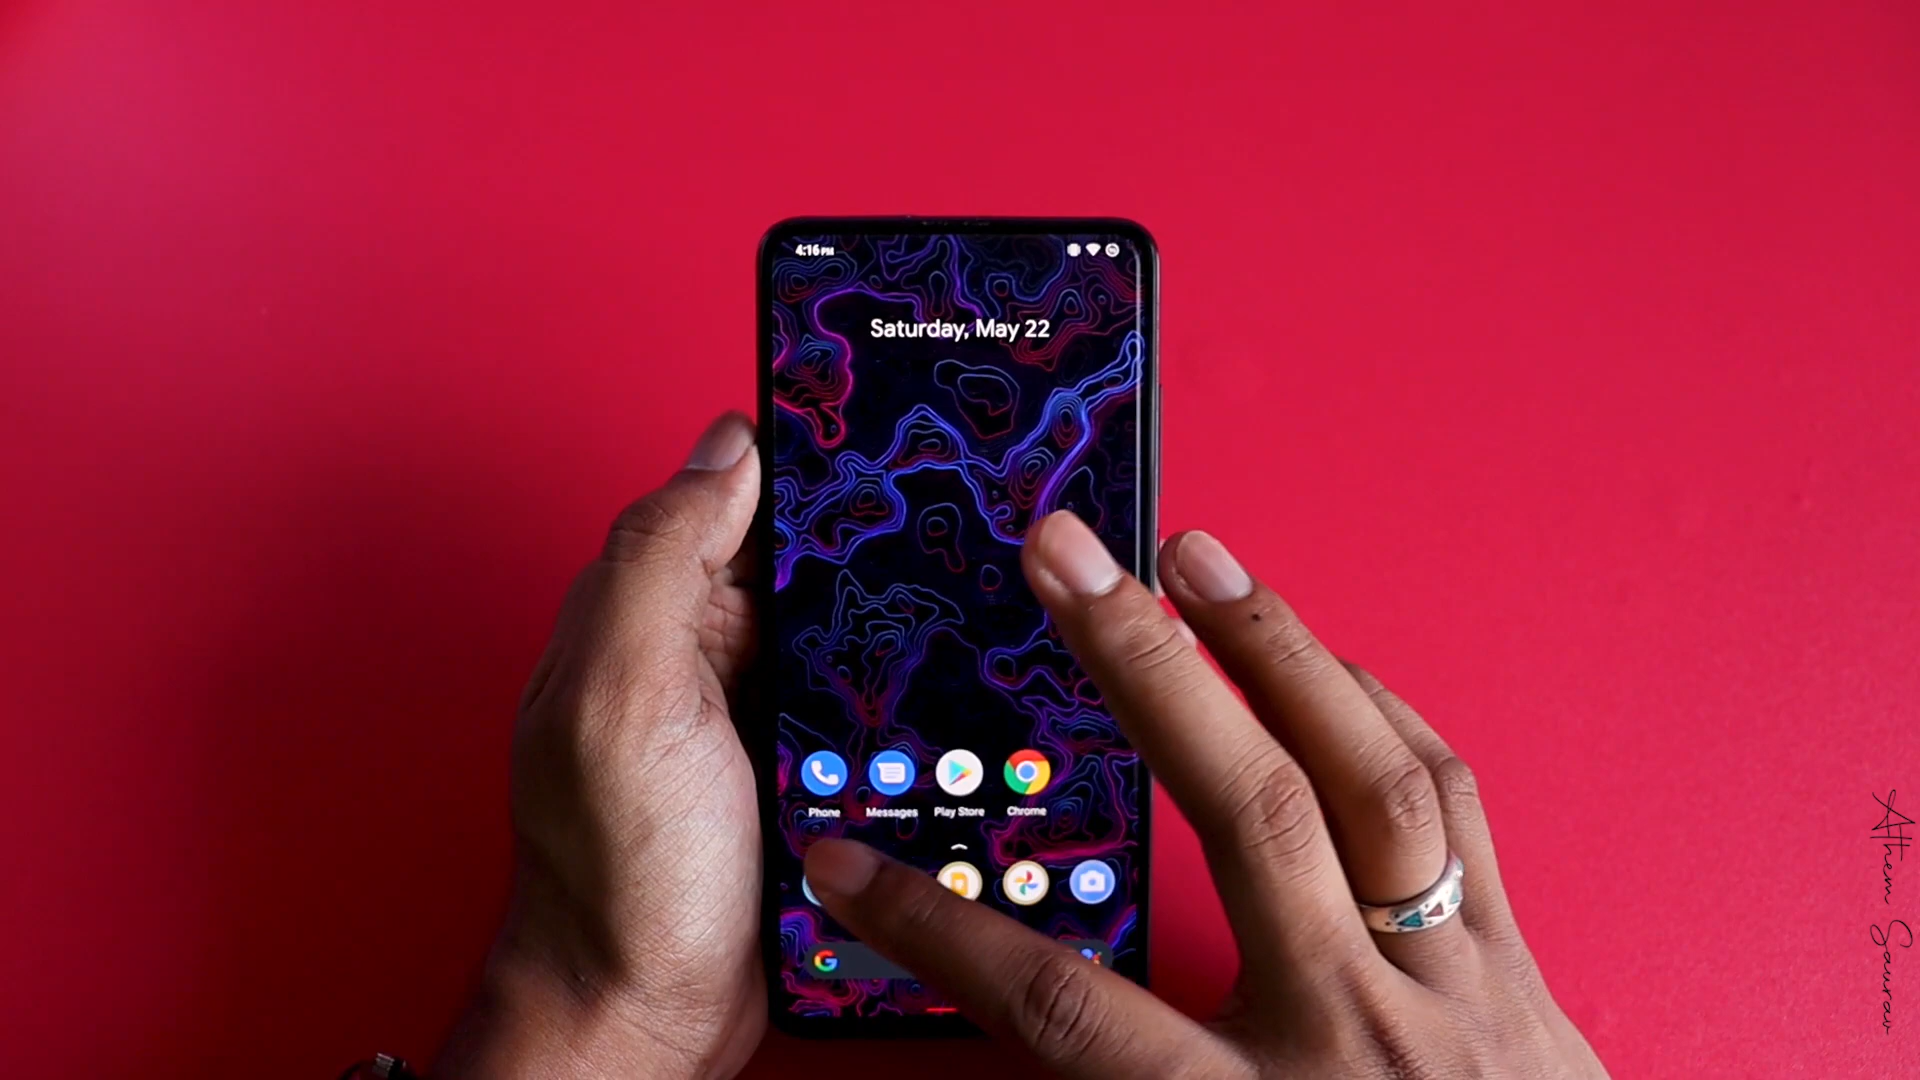 4:16 PM
Saturday, May 22
Phone
Messages
Play Store
Chrome
G
Athem Saurav